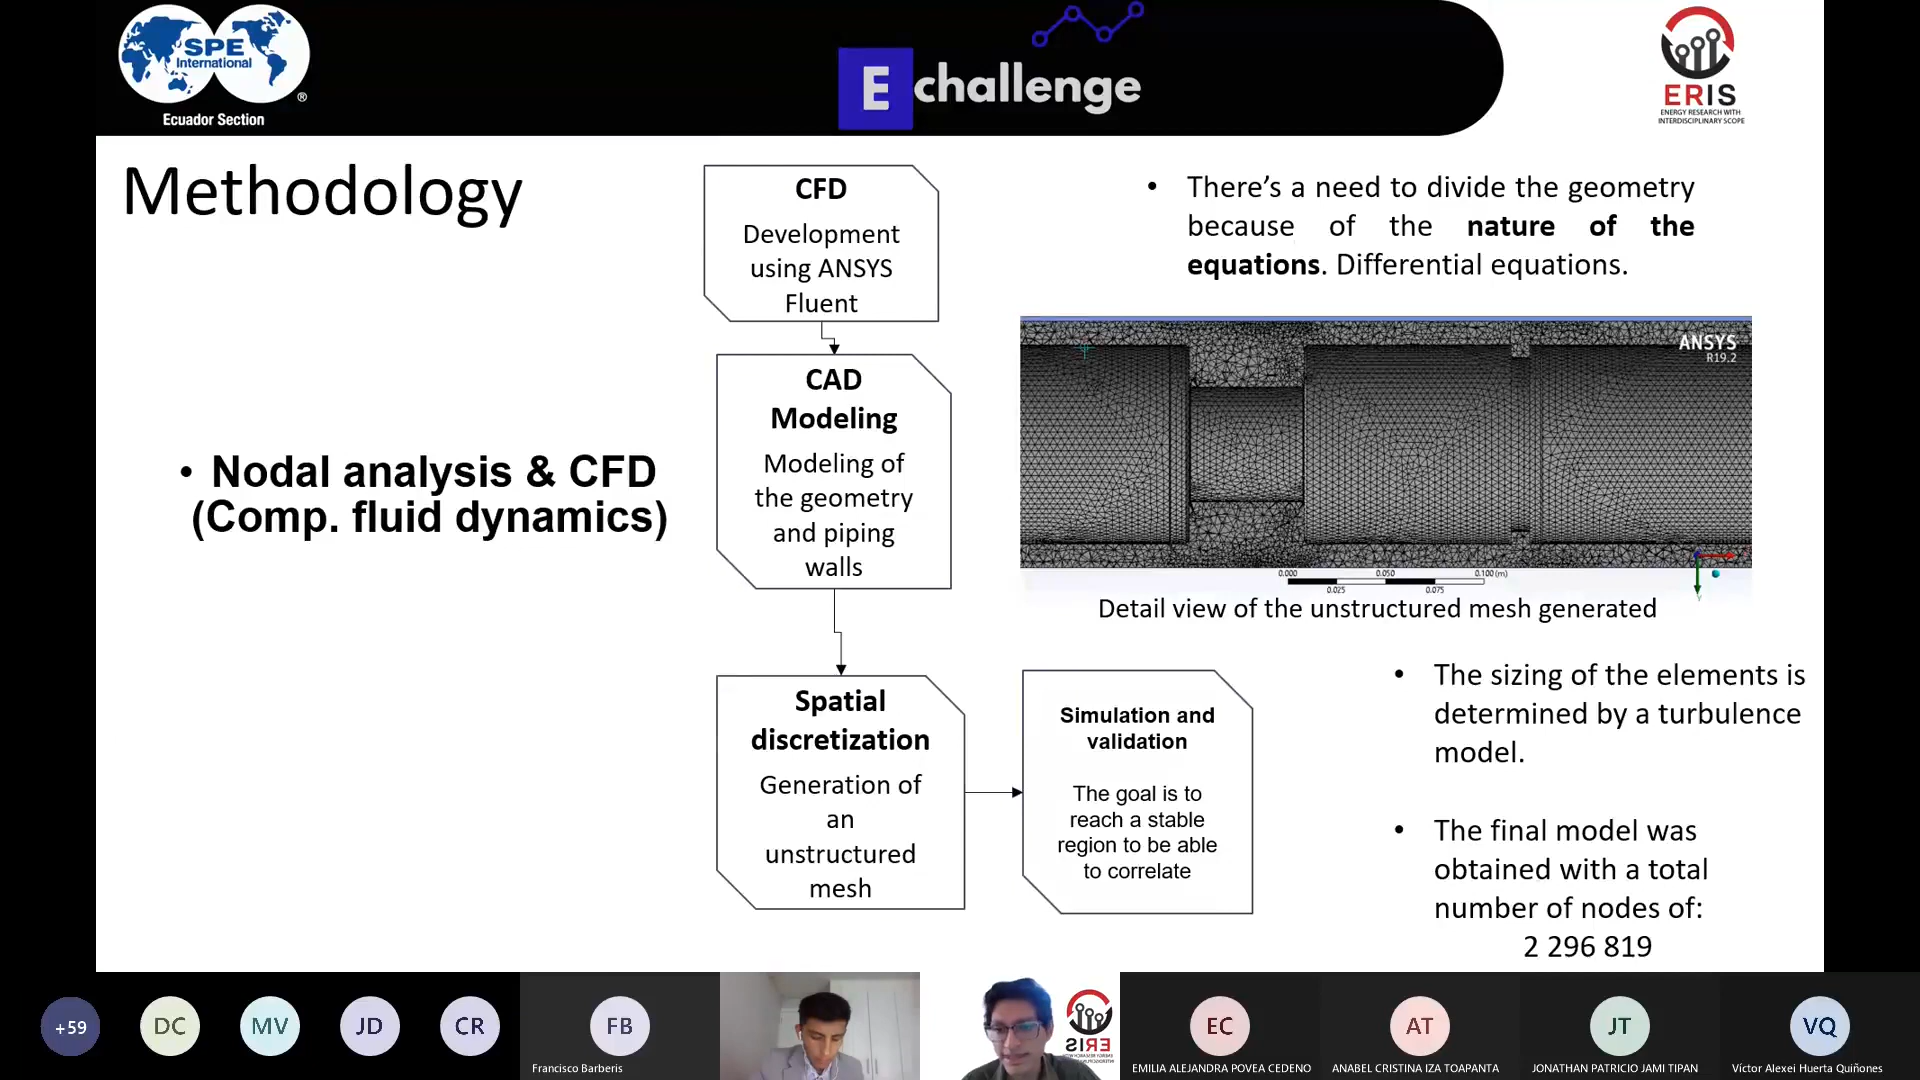 SPE
International
®
Ecuador Section
E challenge
ERIS
ENERGY RESEARCH WITH
INTERDISCIPLINARY SCOPE
Methodology
• Nodal analysis & CFD
(Comp. fluid dynamics)
CFD
Development
using ANSYS
Fluent
CAD
Modeling
Modeling of
the geometry
and piping
walls
Spatial
discretization
Generation of
an
unstructured
mesh
Simulation and
validation
The goal is to
reach a stable
region to be able
to correlate
• There’s a need to divide the geometry
because of the nature of the
equations. Differential equations.
ANSYS
R19.2
0.000 0.050 0.100 (m)
0.025 0.075
Y
Detail view of the unstructured mesh generated
• The sizing of the elements is
determined by a turbulence
model.
• The final model was
obtained with a total
number of nodes of:
2 296 819
+59
DC
MV
JD
CR
FB
Francisco Barberis
ERIS
EC
EMILIA ALEJANDRA POVEA CEDENO
AT
ANABEL CRISTINA IZA TOAPANTA
JT
JONATHAN PATRICIO JAMI TIPAN
VQ
Víctor Alexei Huerta Quiñones